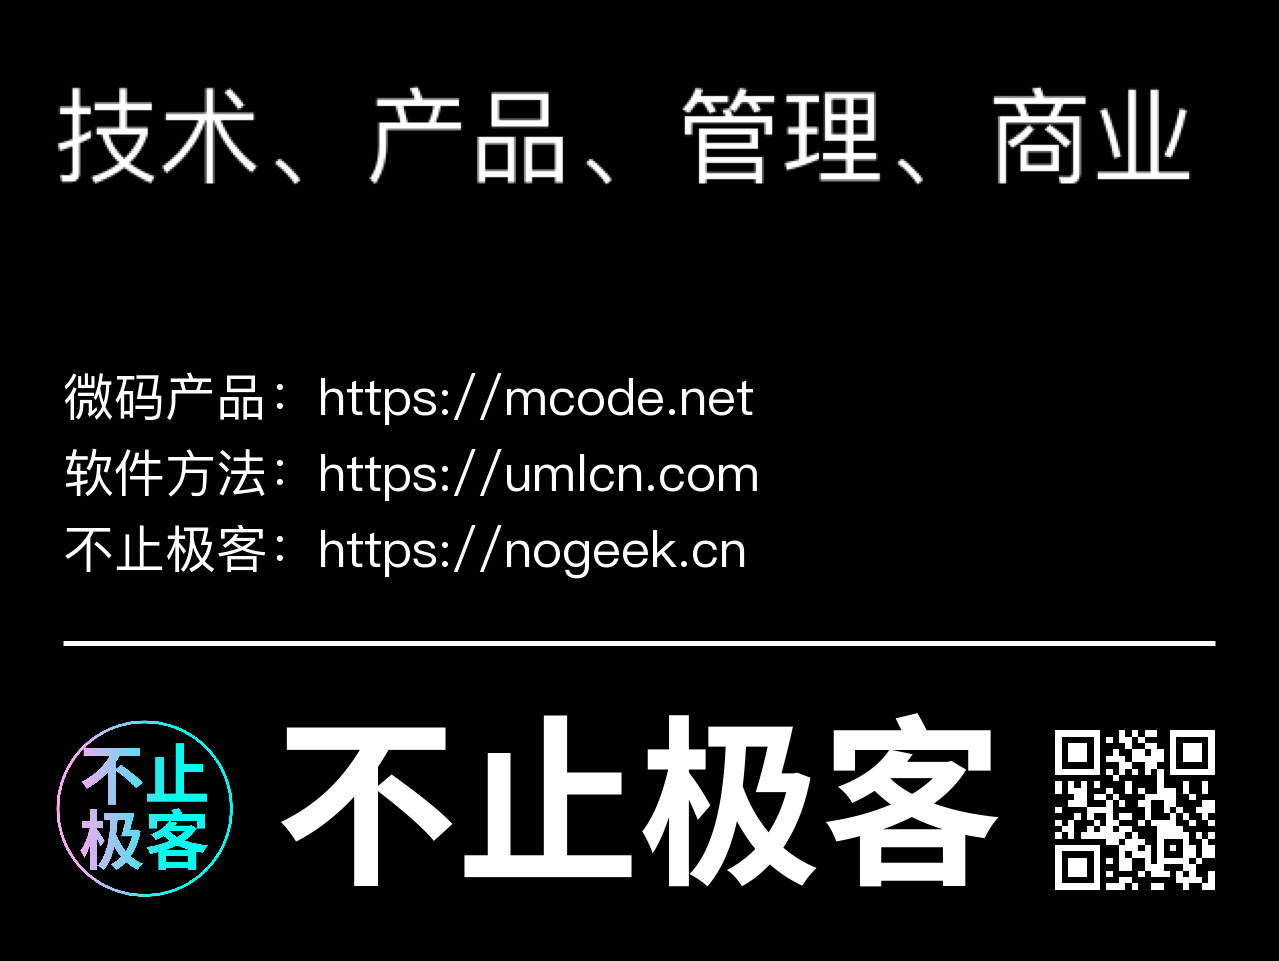 技术、产品、管理、商业
微码产品：https://mcode.net
软件方法：https://umlcn.com
不止极客：https://nogeek.cn
不止
极客
不止极客